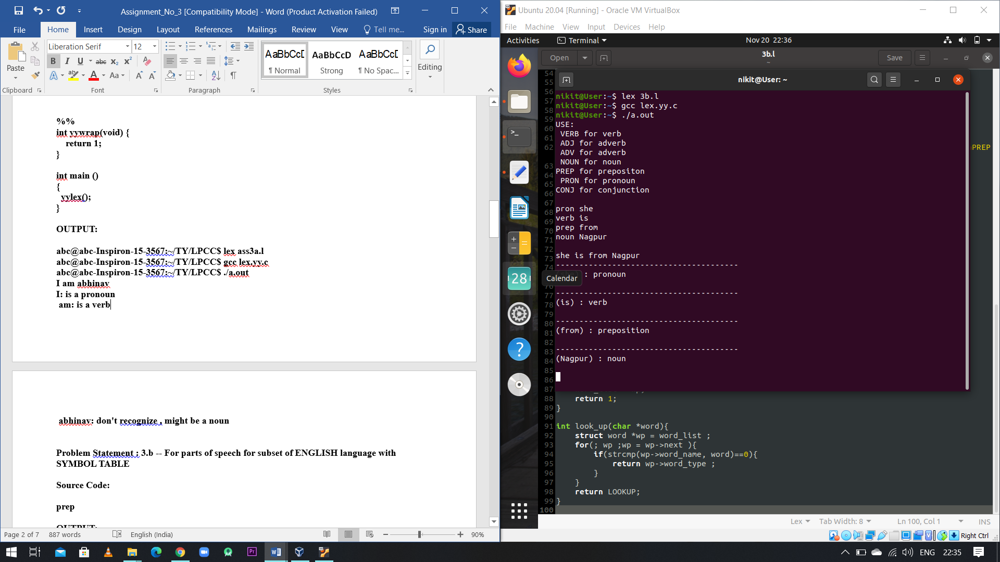 Assignment_No_3 [Compatibility Mode] - Word (Product Activation Failed)
File Home Insert Design Layout References Mailings Review View Tell me... Sign in Share
Paste
Clipboard
Liberation Serif 12
B I U abc x₂ x²
A ab A Aa A A
Font
Paragraph
AaBbCcI AaBbCcD AaBbCcI
¶ Normal Strong ¶ No Spac...
Styles
Editing
%%
int yywrap(void) {
return 1;
}
int main ()
{
yylex();
}
OUTPUT:
abc@abc-Inspiron-15-3567:~/TY/LPCC$ lex ass3a.l
abc@abc-Inspiron-15-3567:~/TY/LPCC$ gcc lex.yy.c
abc@abc-Inspiron-15-3567:~/TY/LPCC$ ./a.out
I am abhinav
I: is a pronoun
am: is a verb
abhinav: don't recognize , might be a noun
Problem Statement : 3.b -- For parts of speech for subset of ENGLISH language with
SYMBOL TABLE
Source Code:
prep
OUTPUT:
Page 2 of 7 887 words English (India) 90%
Ubuntu 20.04 [Running] - Oracle VM VirtualBox
File Machine View Input Devices Help
Activities Terminal Nov 20 22:36
Open 3b.l Save
~
nikit@User: ~
nikit@User:~$ lex 3b.l
nikit@User:~$ gcc lex.yy.c
nikit@User:~$ ./a.out
USE:
VERB for verb
ADJ for adverb
ADV for adverb
NOUN for noun
PREP for prepositon
PRON for pronoun
CONJ for conjunction
pron she
verb is
prep from
noun Nagpur
she is from Nagpur
---------------------------------------
: pronoun
---------------------------------------
(is) : verb
---------------------------------------
(from) : preposition
---------------------------------------
(Nagpur) : noun
Calendar
28
PREP
54
55
56
57
58
59
60
61
62
63
64
65
66
67
68
69
70
71
72
73
74
76
77
78
79
80
81
82
83
84
85
86
87
88 return 1;
89 }
90
91 int look_up(char *word){
92 struct word *wp = word_list ;
93 for(; wp ;wp = wp->next ){
94 if(strcmp(wp->word_name, word)==0){
95 return wp->word_type ;
96 }
97 }
98 return LOOKUP;
99 }
100
Lex Tab Width: 8 Ln 100, Col 1 INS
Right Ctrl
Pr
ENG 22:35